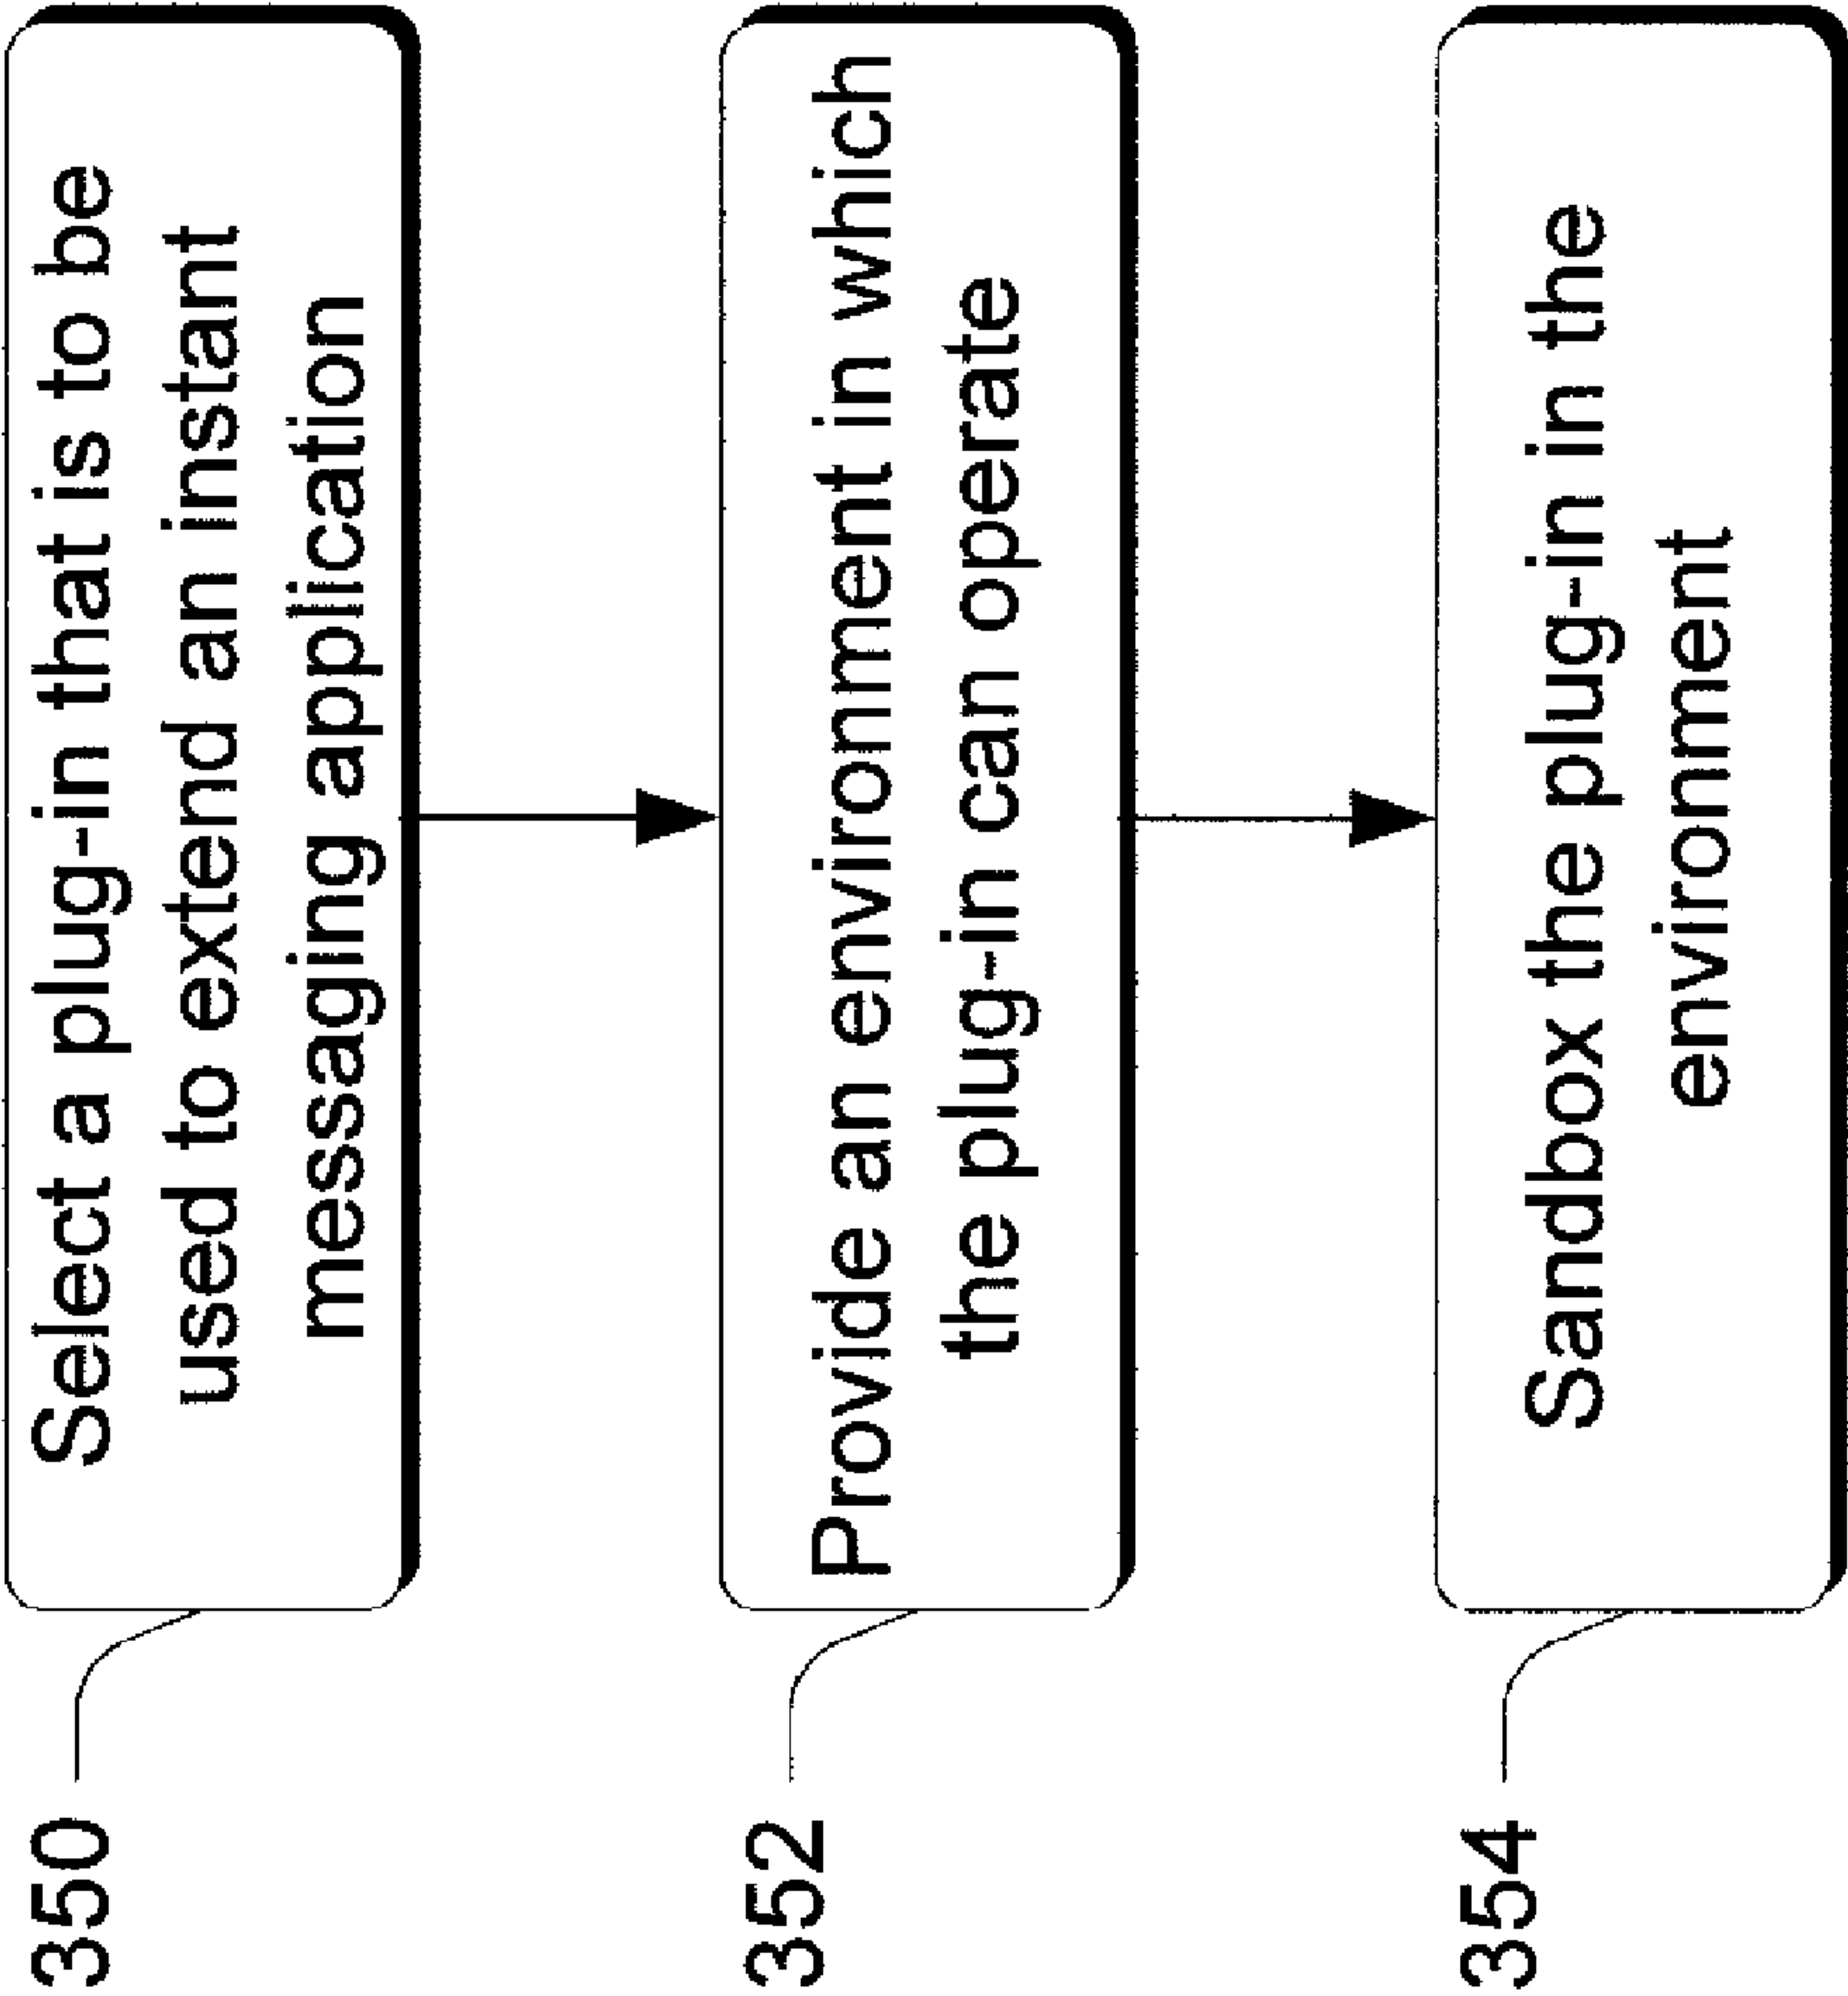 350
Select a plug-in that is to be
used to extend an instant
messaging application
352
Provide an environment in which
the plug-in can operate
354
Sandbox the plug-in in the
environment